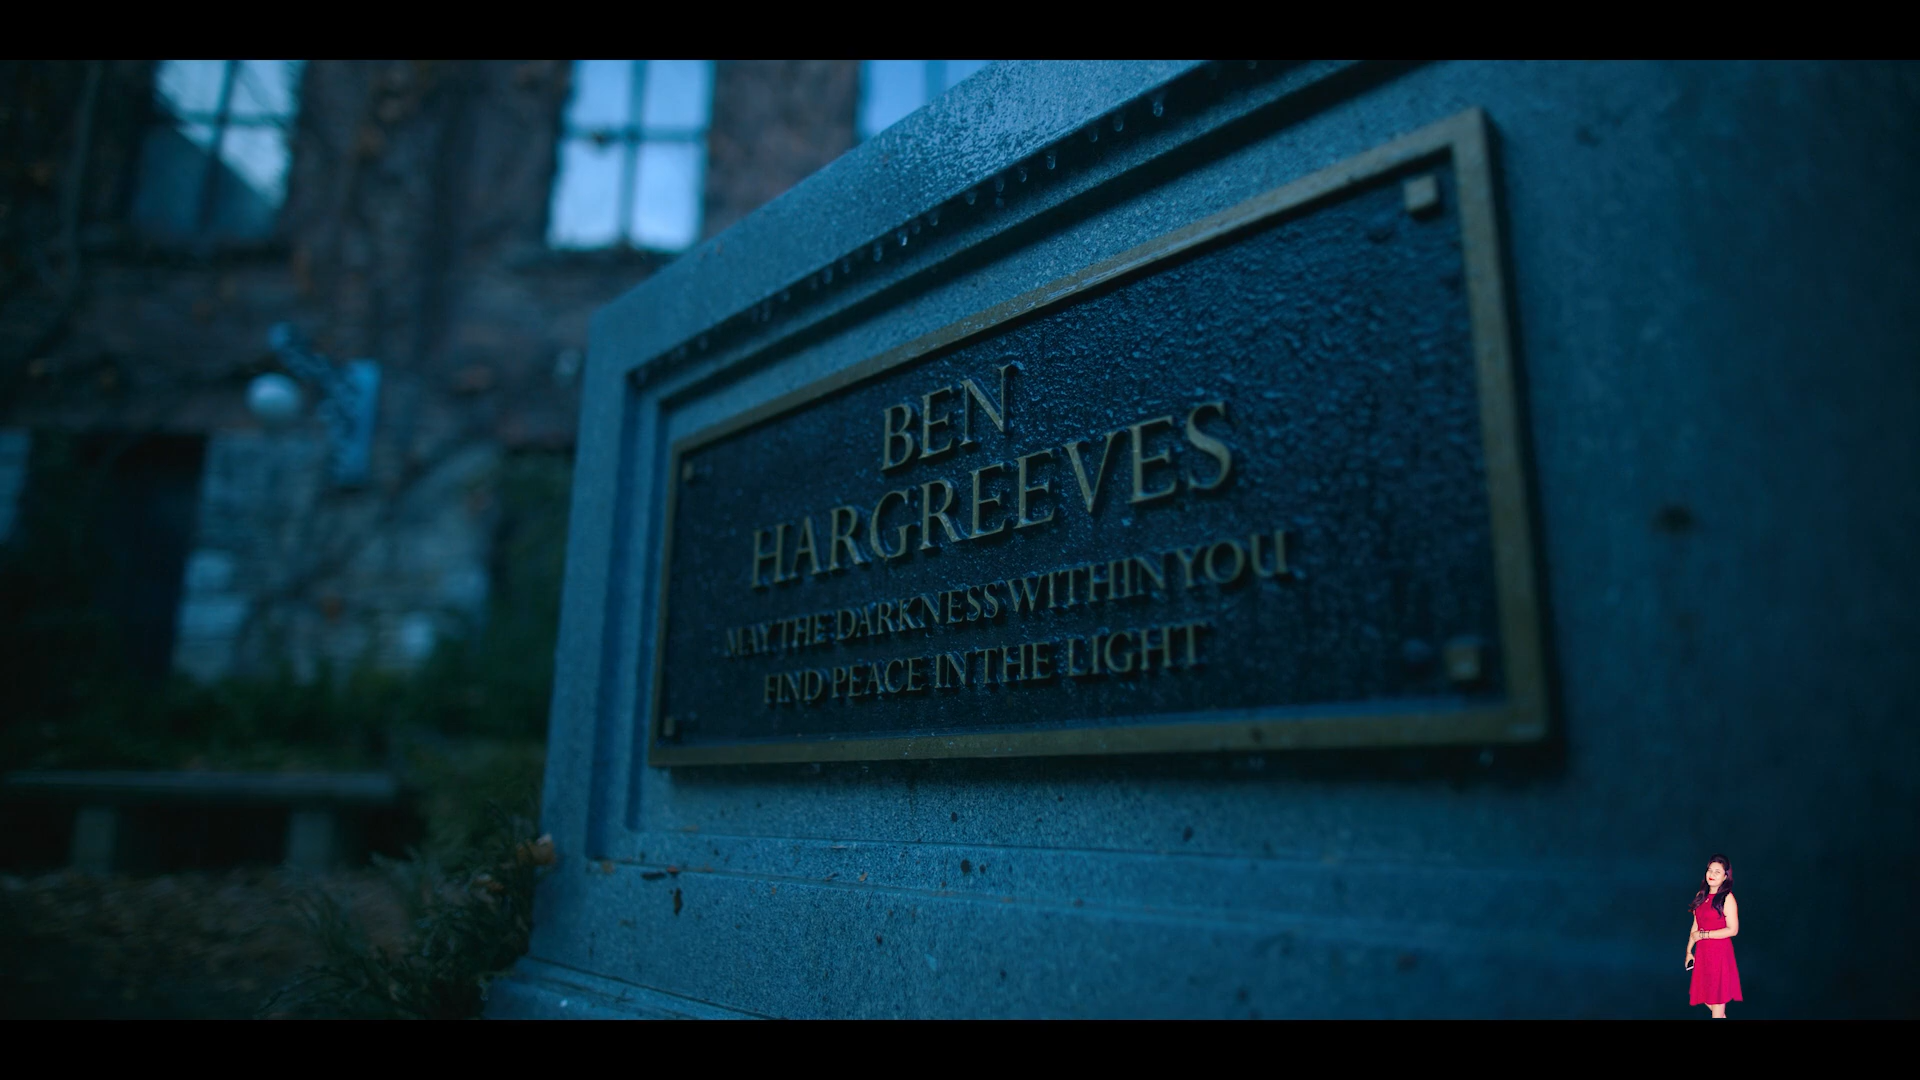 BEN
HARGREEVES
MAY THE DARKNESS WITHIN YOU
FIND PEACE IN THE LIGHT